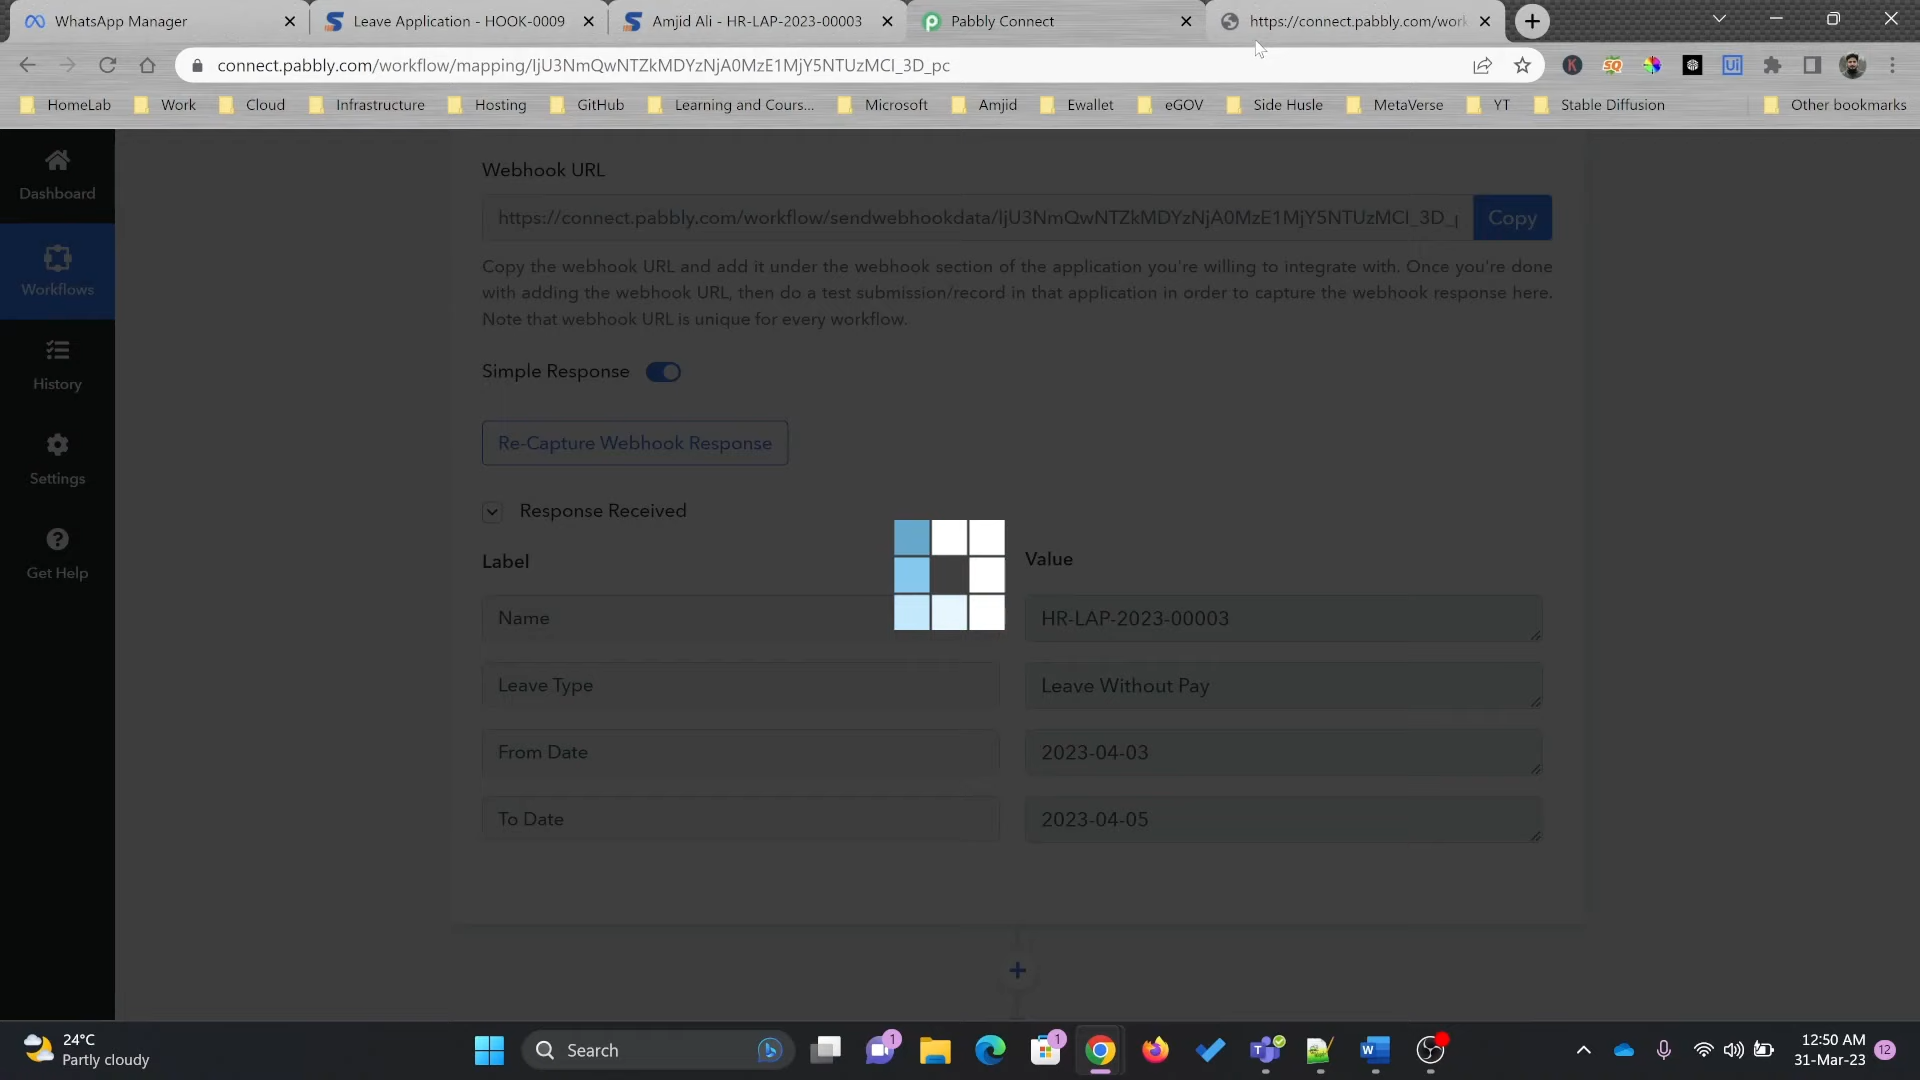 WhatsApp Manager
Leave Application - HOOK-0009
Amjid Ali - HR-LAP-2023-00003
Pabbly Connect
https://connect.pabbly.com/work
connect.pabbly.com/workflow/mapping/IjU3NmQwNTZkMDYzNjA0MzE1MjY5NTUzMCI_3D_pc
HomeLab
Work
Cloud
Infrastructure
Hosting
GitHub
Learning and Cours...
Microsoft
Amjid
Ewallet
eGOV
Side Husle
MetaVerse
YT
Stable Diffusion
Other bookmarks
Dashboard
Workflows
History
Settings
Get Help
Webhook URL
https://connect.pabbly.com/workflow/sendwebhookdata/IjU3NmQwNTZkMDYzNjA0MzE1MjY5NTUzMCI_3D_p
Copy
Copy the webhook URL and add it under the webhook section of the application you're willing to integrate with. Once you're done
with adding the webhook URL, then do a test submission/record in that application in order to capture the webhook response here.
Note that webhook URL is unique for every workflow.
Simple Response
Re-Capture Webhook Response
Response Received
Label
Value
Name
HR-LAP-2023-00003
Leave Type
Leave Without Pay
From Date
2023-04-03
To Date
2023-04-05
+
24°C
Partly cloudy
Search
1
1
12:50 AM
31-Mar-23
12